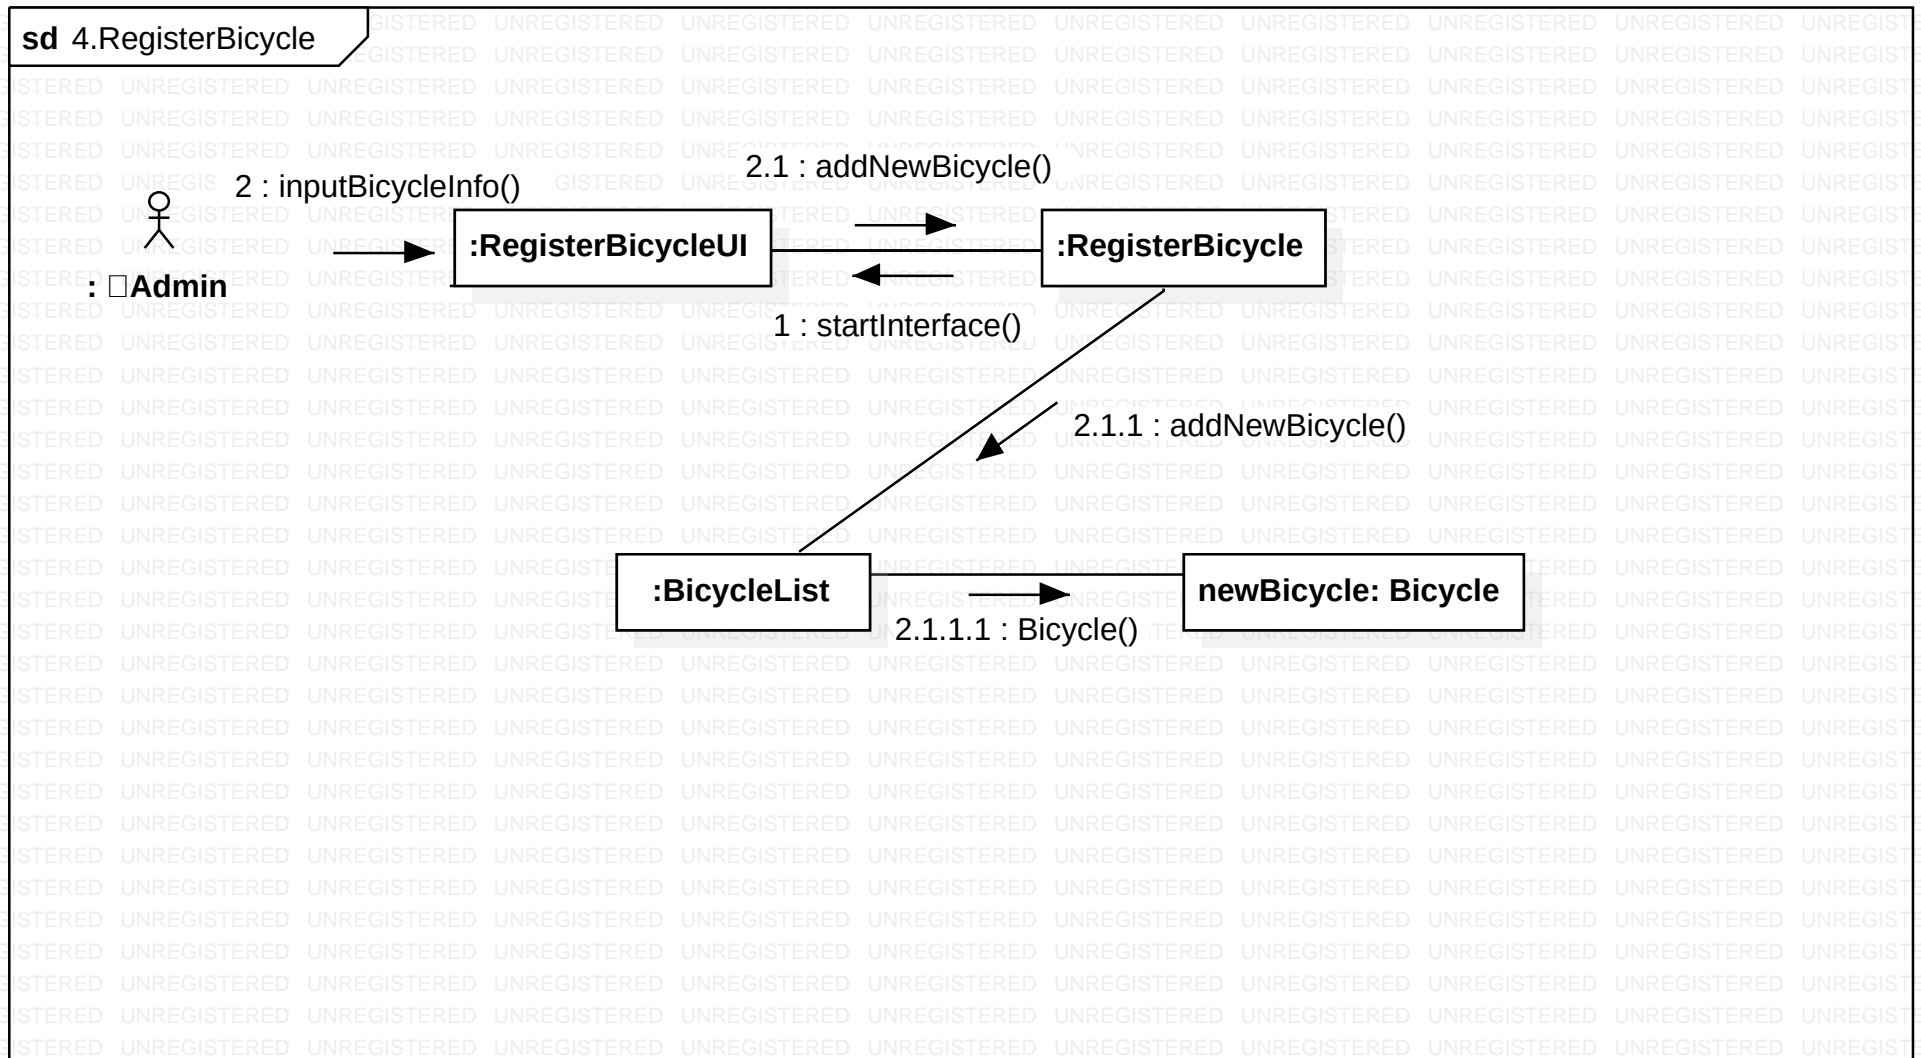 sd 4.RegisterBicycle
2 : inputBicycleInfo()
2.1 : addNewBicycle()
:RegisterBicycleUI
:RegisterBicycle
: □Admin
1 : startInterface()
2.1.1 : addNewBicycle()
:BicycleList
newBicycle: Bicycle
2.1.1.1 : Bicycle()
UNREGISTERED